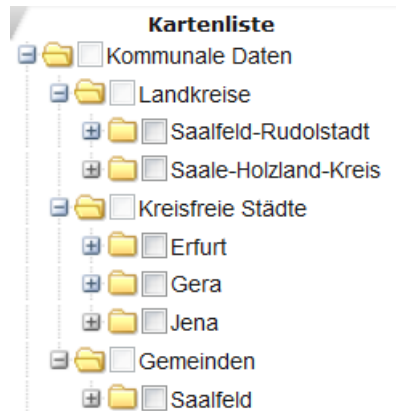 Kartenliste
Kommunale Daten
Landkreise
Saalfeld-Rudolstadt
Saale-Holzland-Kreis
Kreisfreie Städte
Erfurt
Gera
Jena
Gemeinden
Saalfeld